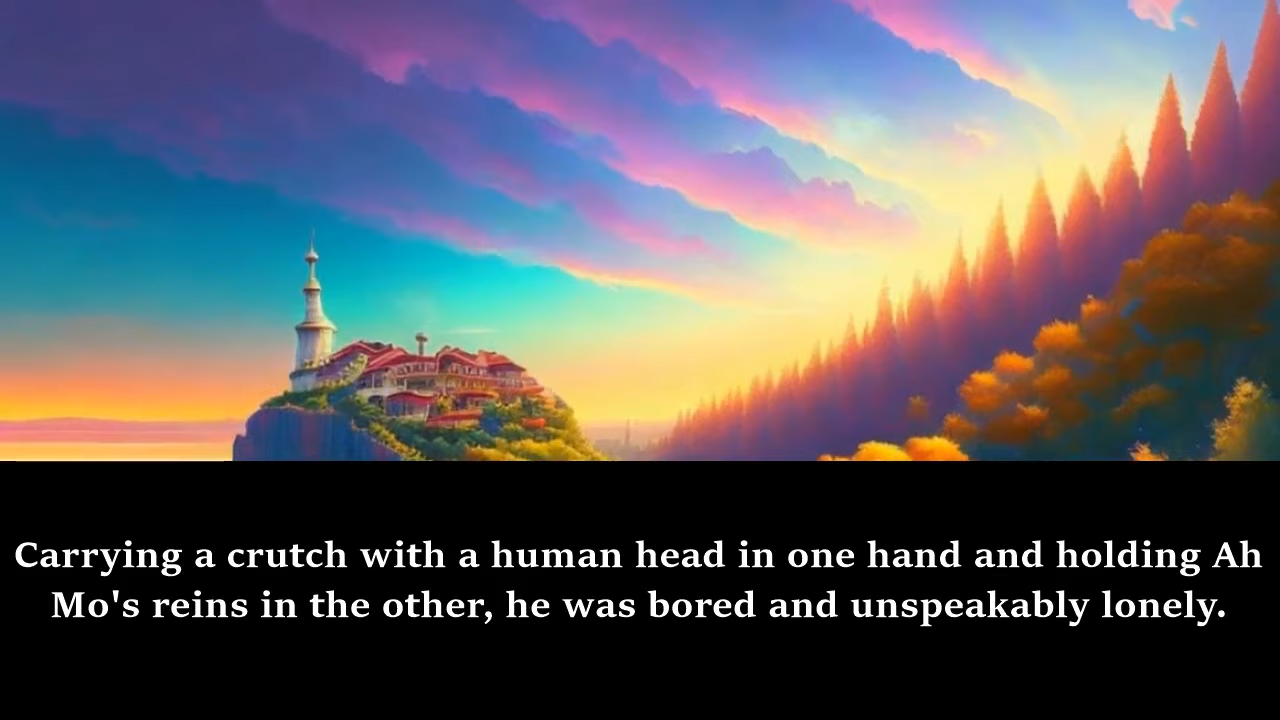 Carrying a crutch with a human head in one hand and holding Ah
Mo's reins in the other, he was bored and unspeakably lonely.